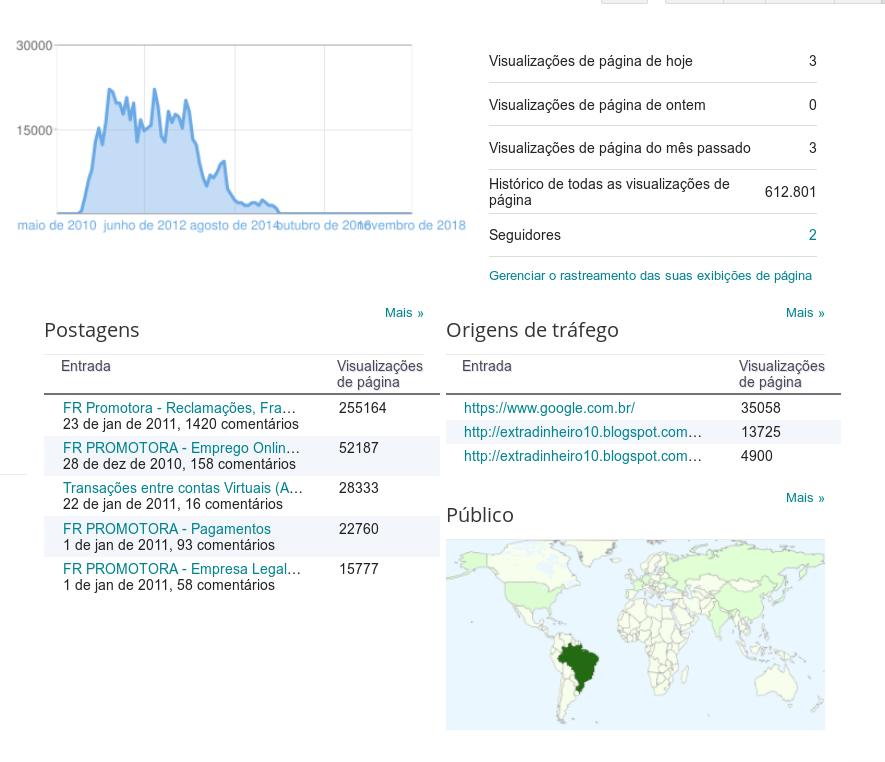 30000
15000
maio de 2010 junho de 2012 agosto de 2014 outubro de 2016 novembro de 2018
Visualizações de página de hoje 3
Visualizações de página de ontem 0
Visualizações de página do mês passado 3
Histórico de todas as visualizações de
página 612.801
Seguidores 2
Gerenciar o rastreamento das suas exibições de página
Mais »
Postagens
Entrada Visualizações
de página
FR Promotora - Reclamações, Fra… 255164
23 de jan de 2011, 1420 comentários
FR PROMOTORA - Emprego Onlin… 52187
28 de dez de 2010, 158 comentários
Transações entre contas Virtuais (A… 28333
22 de jan de 2011, 16 comentários
FR PROMOTORA - Pagamentos 22760
1 de jan de 2011, 93 comentários
FR PROMOTORA - Empresa Legal… 15777
1 de jan de 2011, 58 comentários
Mais »
Origens de tráfego
Entrada Visualizações
de página
https://www.google.com.br/ 35058
http://extradinheiro10.blogspot.com… 13725
http://extradinheiro10.blogspot.com… 4900
Mais »
Público